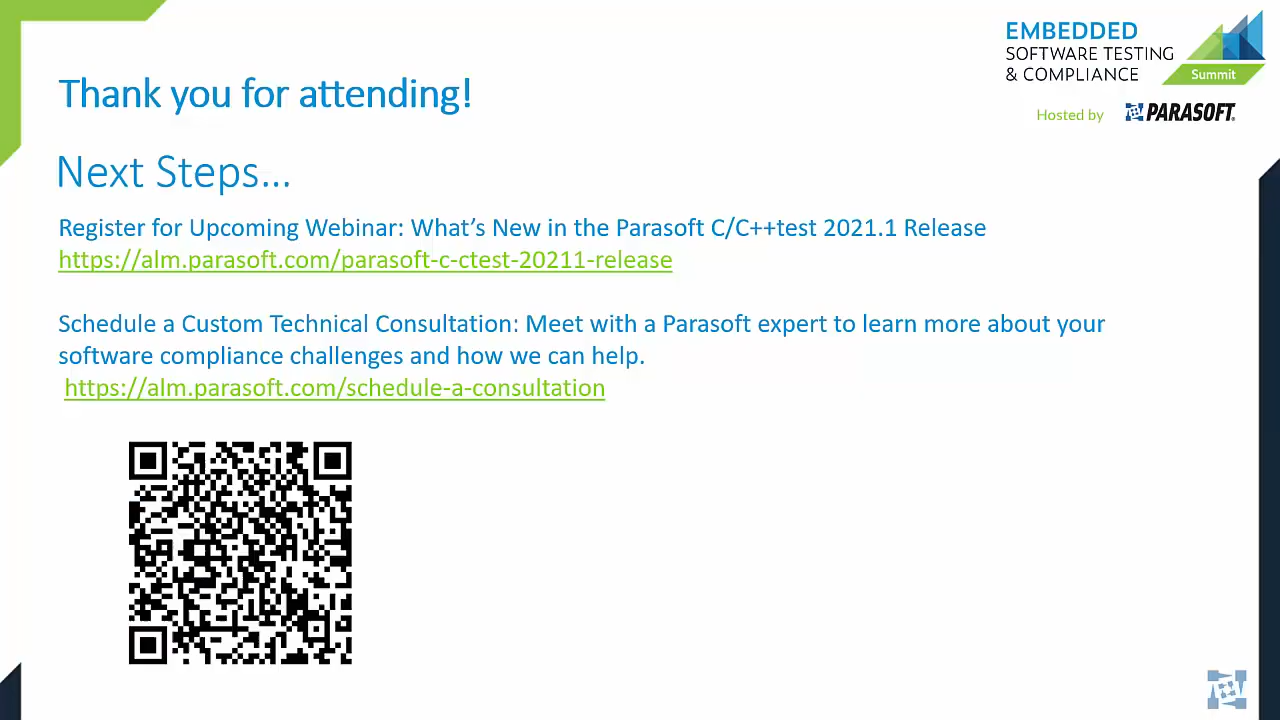 EMBEDDED
SOFTWARE TESTING
& COMPLIANCE
Summit
Hosted by PARASOFT
Thank you for attending!
Next Steps...
Register for Upcoming Webinar: What's New in the Parasoft C/C++test 2021.1 Release
https://alm.parasoft.com/parasoft-c-ctest-20211-release
Schedule a Custom Technical Consultation: Meet with a Parasoft expert to learn more about your
software compliance challenges and how we can help.
https://alm.parasoft.com/schedule-a-consultation